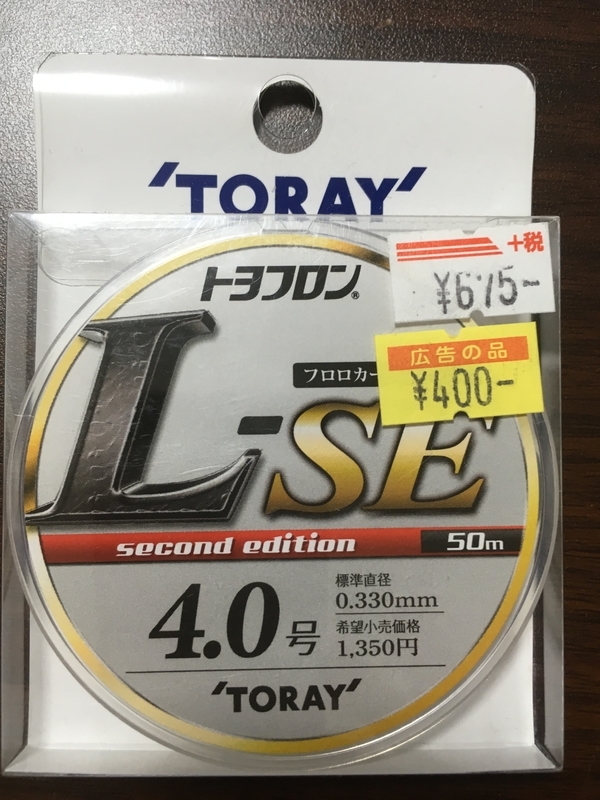 'TORAY'
トヨフロン®
+税
¥675-
広告の品
¥400-
フロロカー
L-SE
second edition
50m
4.0号
標準直径
0.330mm
希望小売価格
1,350円
'TORAY'